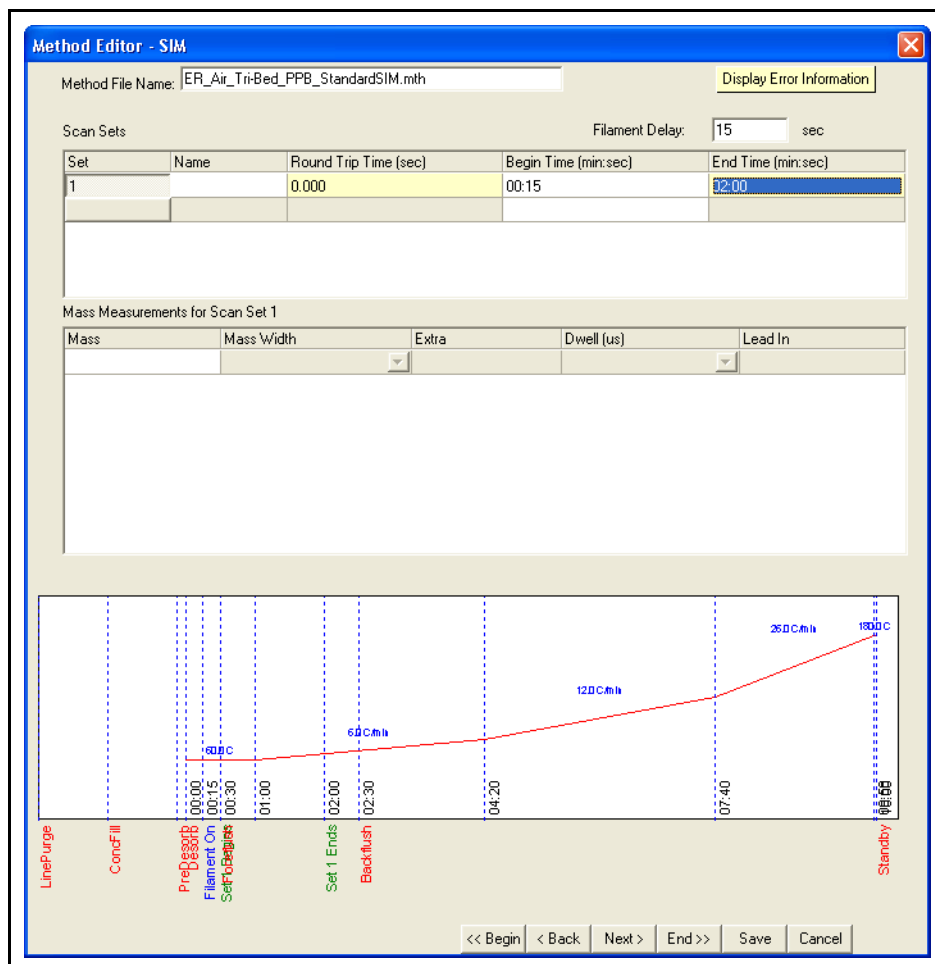 Method Editor - SIM
Method File Name: ER_Air_Tri-Bed_PPB_StandardSIM.mth
Display Error Information
Scan Sets
Filament Delay: 15 sec
Set Name Round Trip Time (sec) Begin Time (min:sec) End Time (min:sec)
1 0.000 00:15 02:00
Mass Measurements for Scan Set 1
Mass Mass Width Extra Dwell (us) Lead In
60.0 C
6.0 C/min
12.0 C/min
26.0 C/min
180.0 C
00:00
00:15
00:30
01:00
02:00
02:30
04:20
07:40
LinePurge
CondFill
PreDesorb
Desorb
Filament On
Set 1 Ends
Backflush
Standby
<< Begin < Back Next > End >> Save Cancel